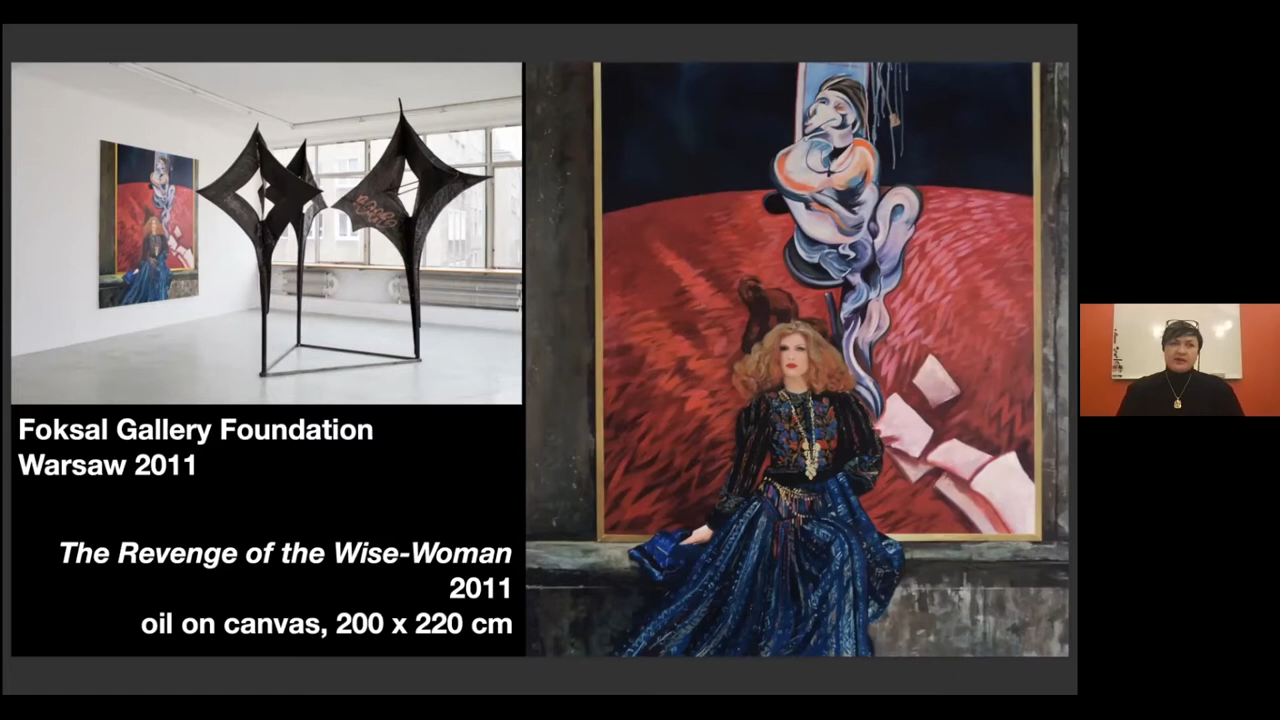 Foksal Gallery Foundation
Warsaw 2011
The Revenge of the Wise-Woman
2011
oil on canvas, 200 x 220 cm